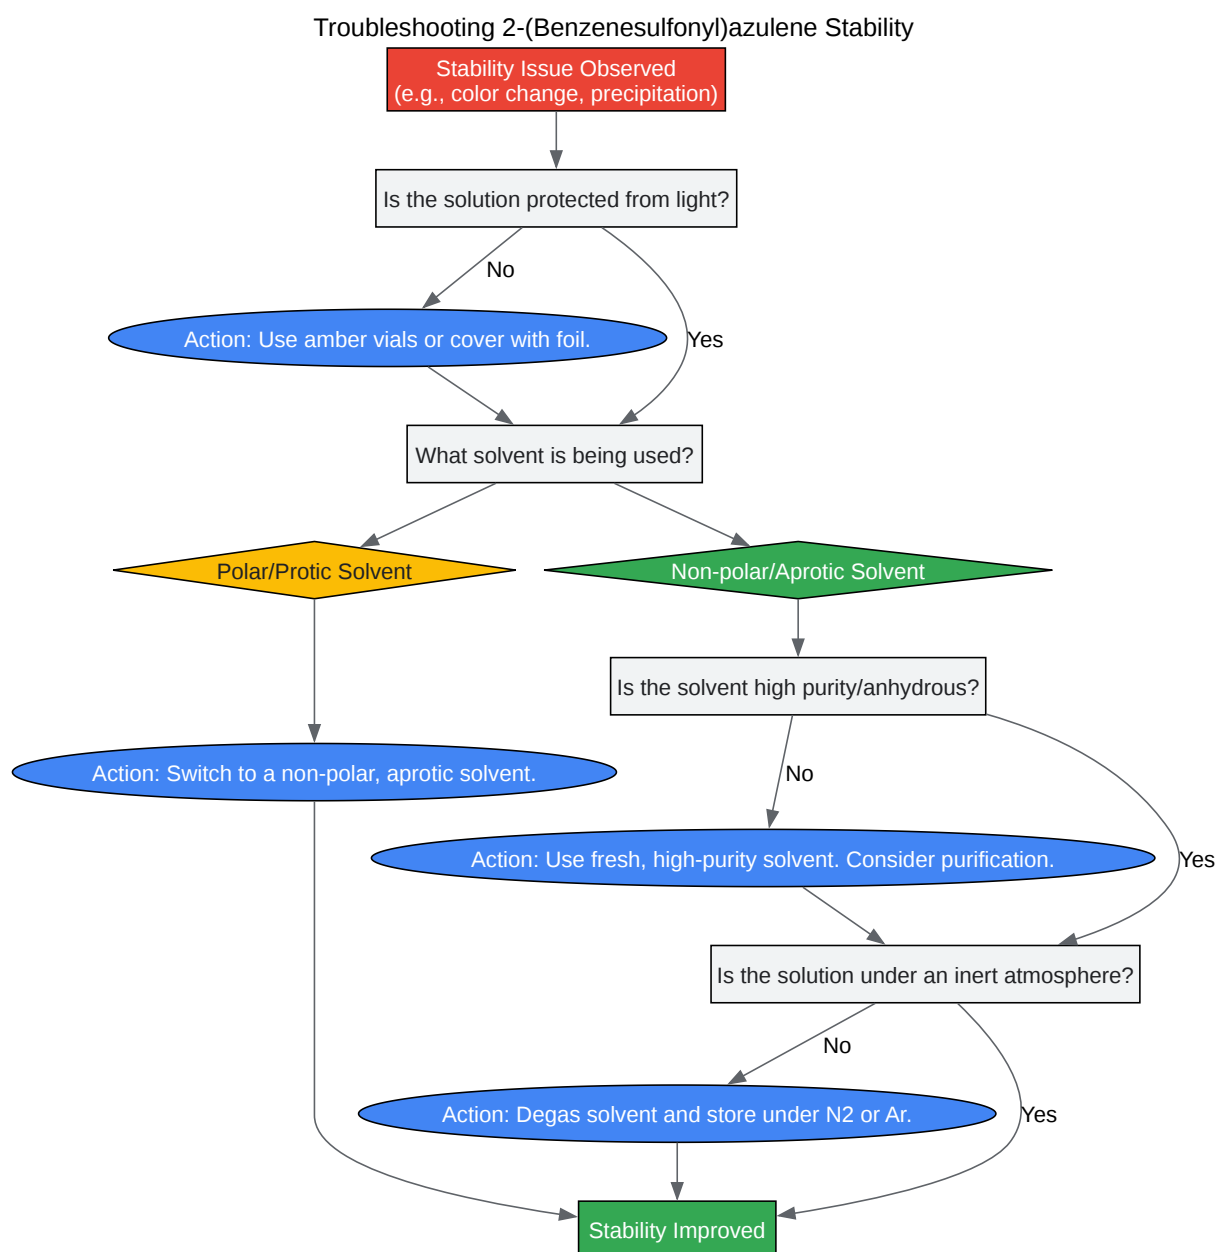 Troubleshooting 2-(Benzenesulfonyl)azulene Stability
Stability Issue Observed
(e.g., color change, precipitation)
Is the solution protected from light?
No
Action: Use amber vials or cover with foil.
Yes
What solvent is being used?
Polar/Protic Solvent
Non-polar/Aprotic Solvent
Is the solvent high purity/anhydrous?
Action: Switch to a non-polar, aprotic solvent.
No
Action: Use fresh, high-purity solvent. Consider purification.
Yes
Is the solution under an inert atmosphere?
No
Action: Degas solvent and store under N2 or Ar.
Yes
Stability Improved